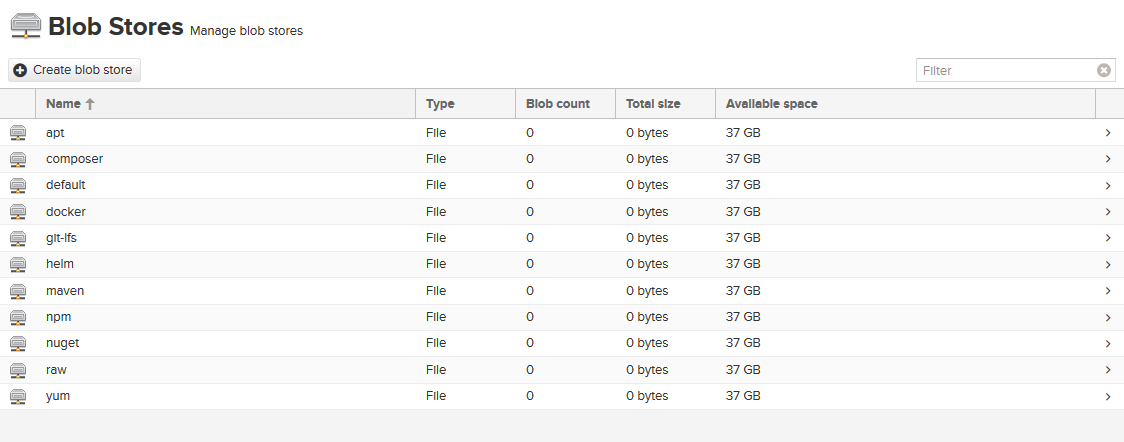 Blob Stores Manage blob stores
Create blob store Filter
Name Type Blob count Total size Available space
apt File 0 0 bytes 37 GB
composer File 0 0 bytes 37 GB
default File 0 0 bytes 37 GB
docker File 0 0 bytes 37 GB
git-lfs File 0 0 bytes 37 GB
helm File 0 0 bytes 37 GB
maven File 0 0 bytes 37 GB
npm File 0 0 bytes 37 GB
nuget File 0 0 bytes 37 GB
raw File 0 0 bytes 37 GB
yum File 0 0 bytes 37 GB